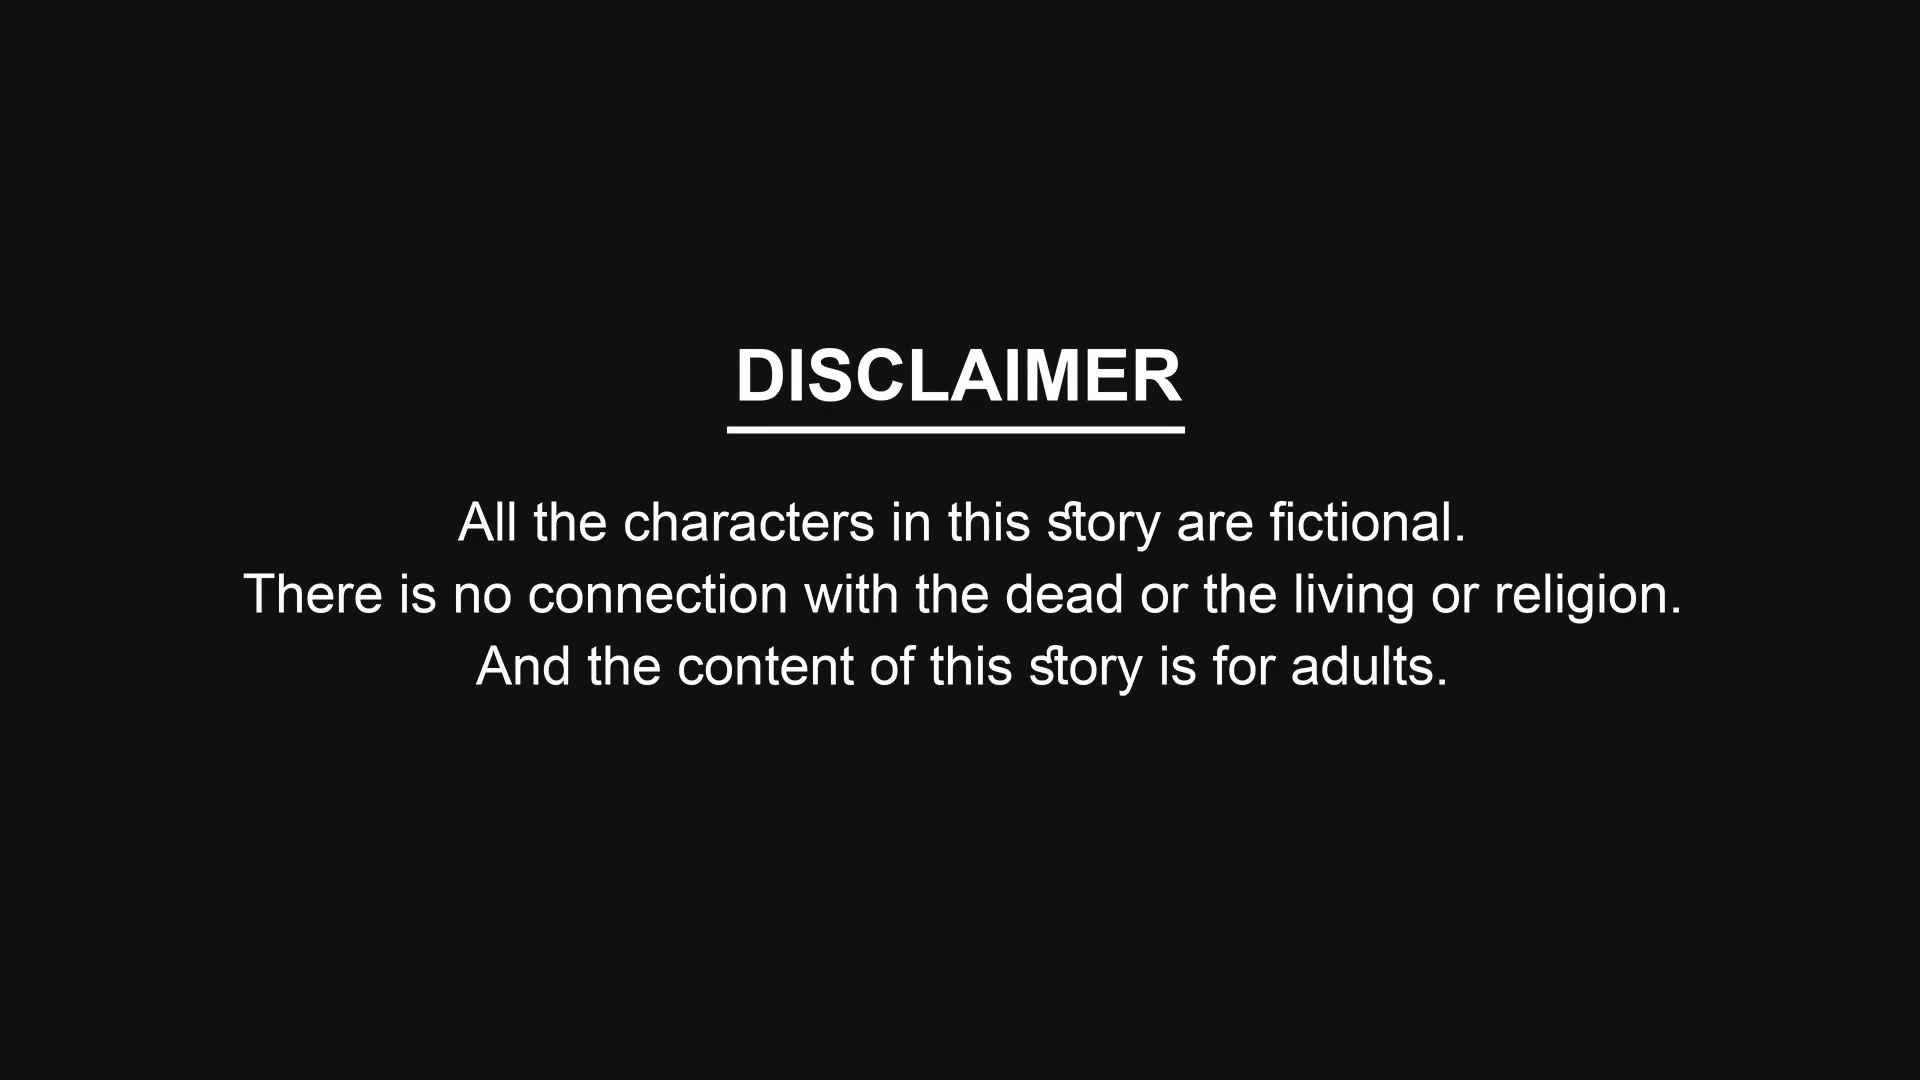 DISCLAIMER
All the characters in this story are fictional.
There is no connection with the dead or the living or religion.
And the content of this story is for adults.